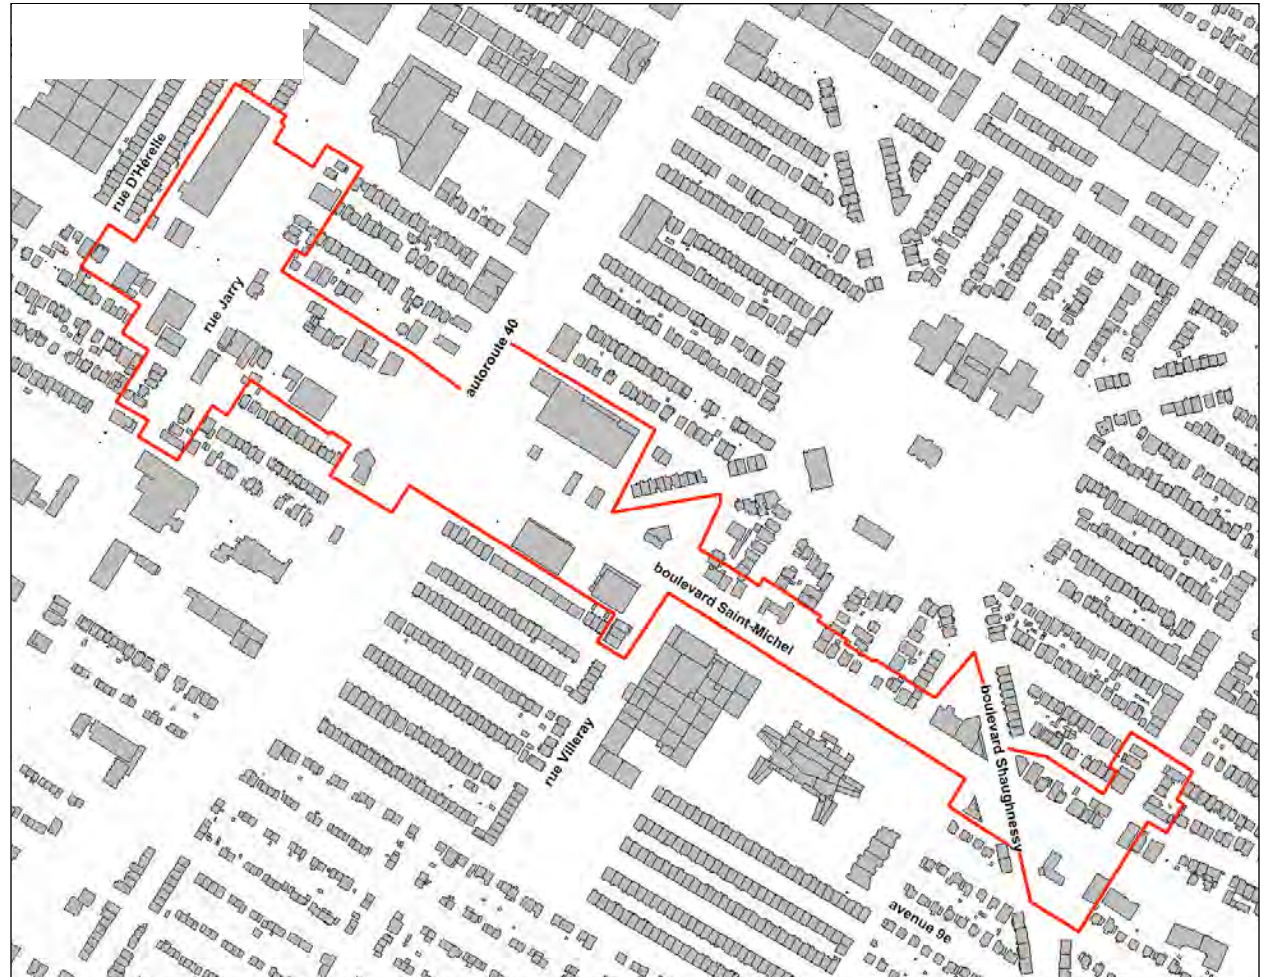 rue D'Hérelle
rue Jarry
autoroute 40
boulevard Saint-Michel
boulevard Shaughnessy
rue Villeray
avenue 9e